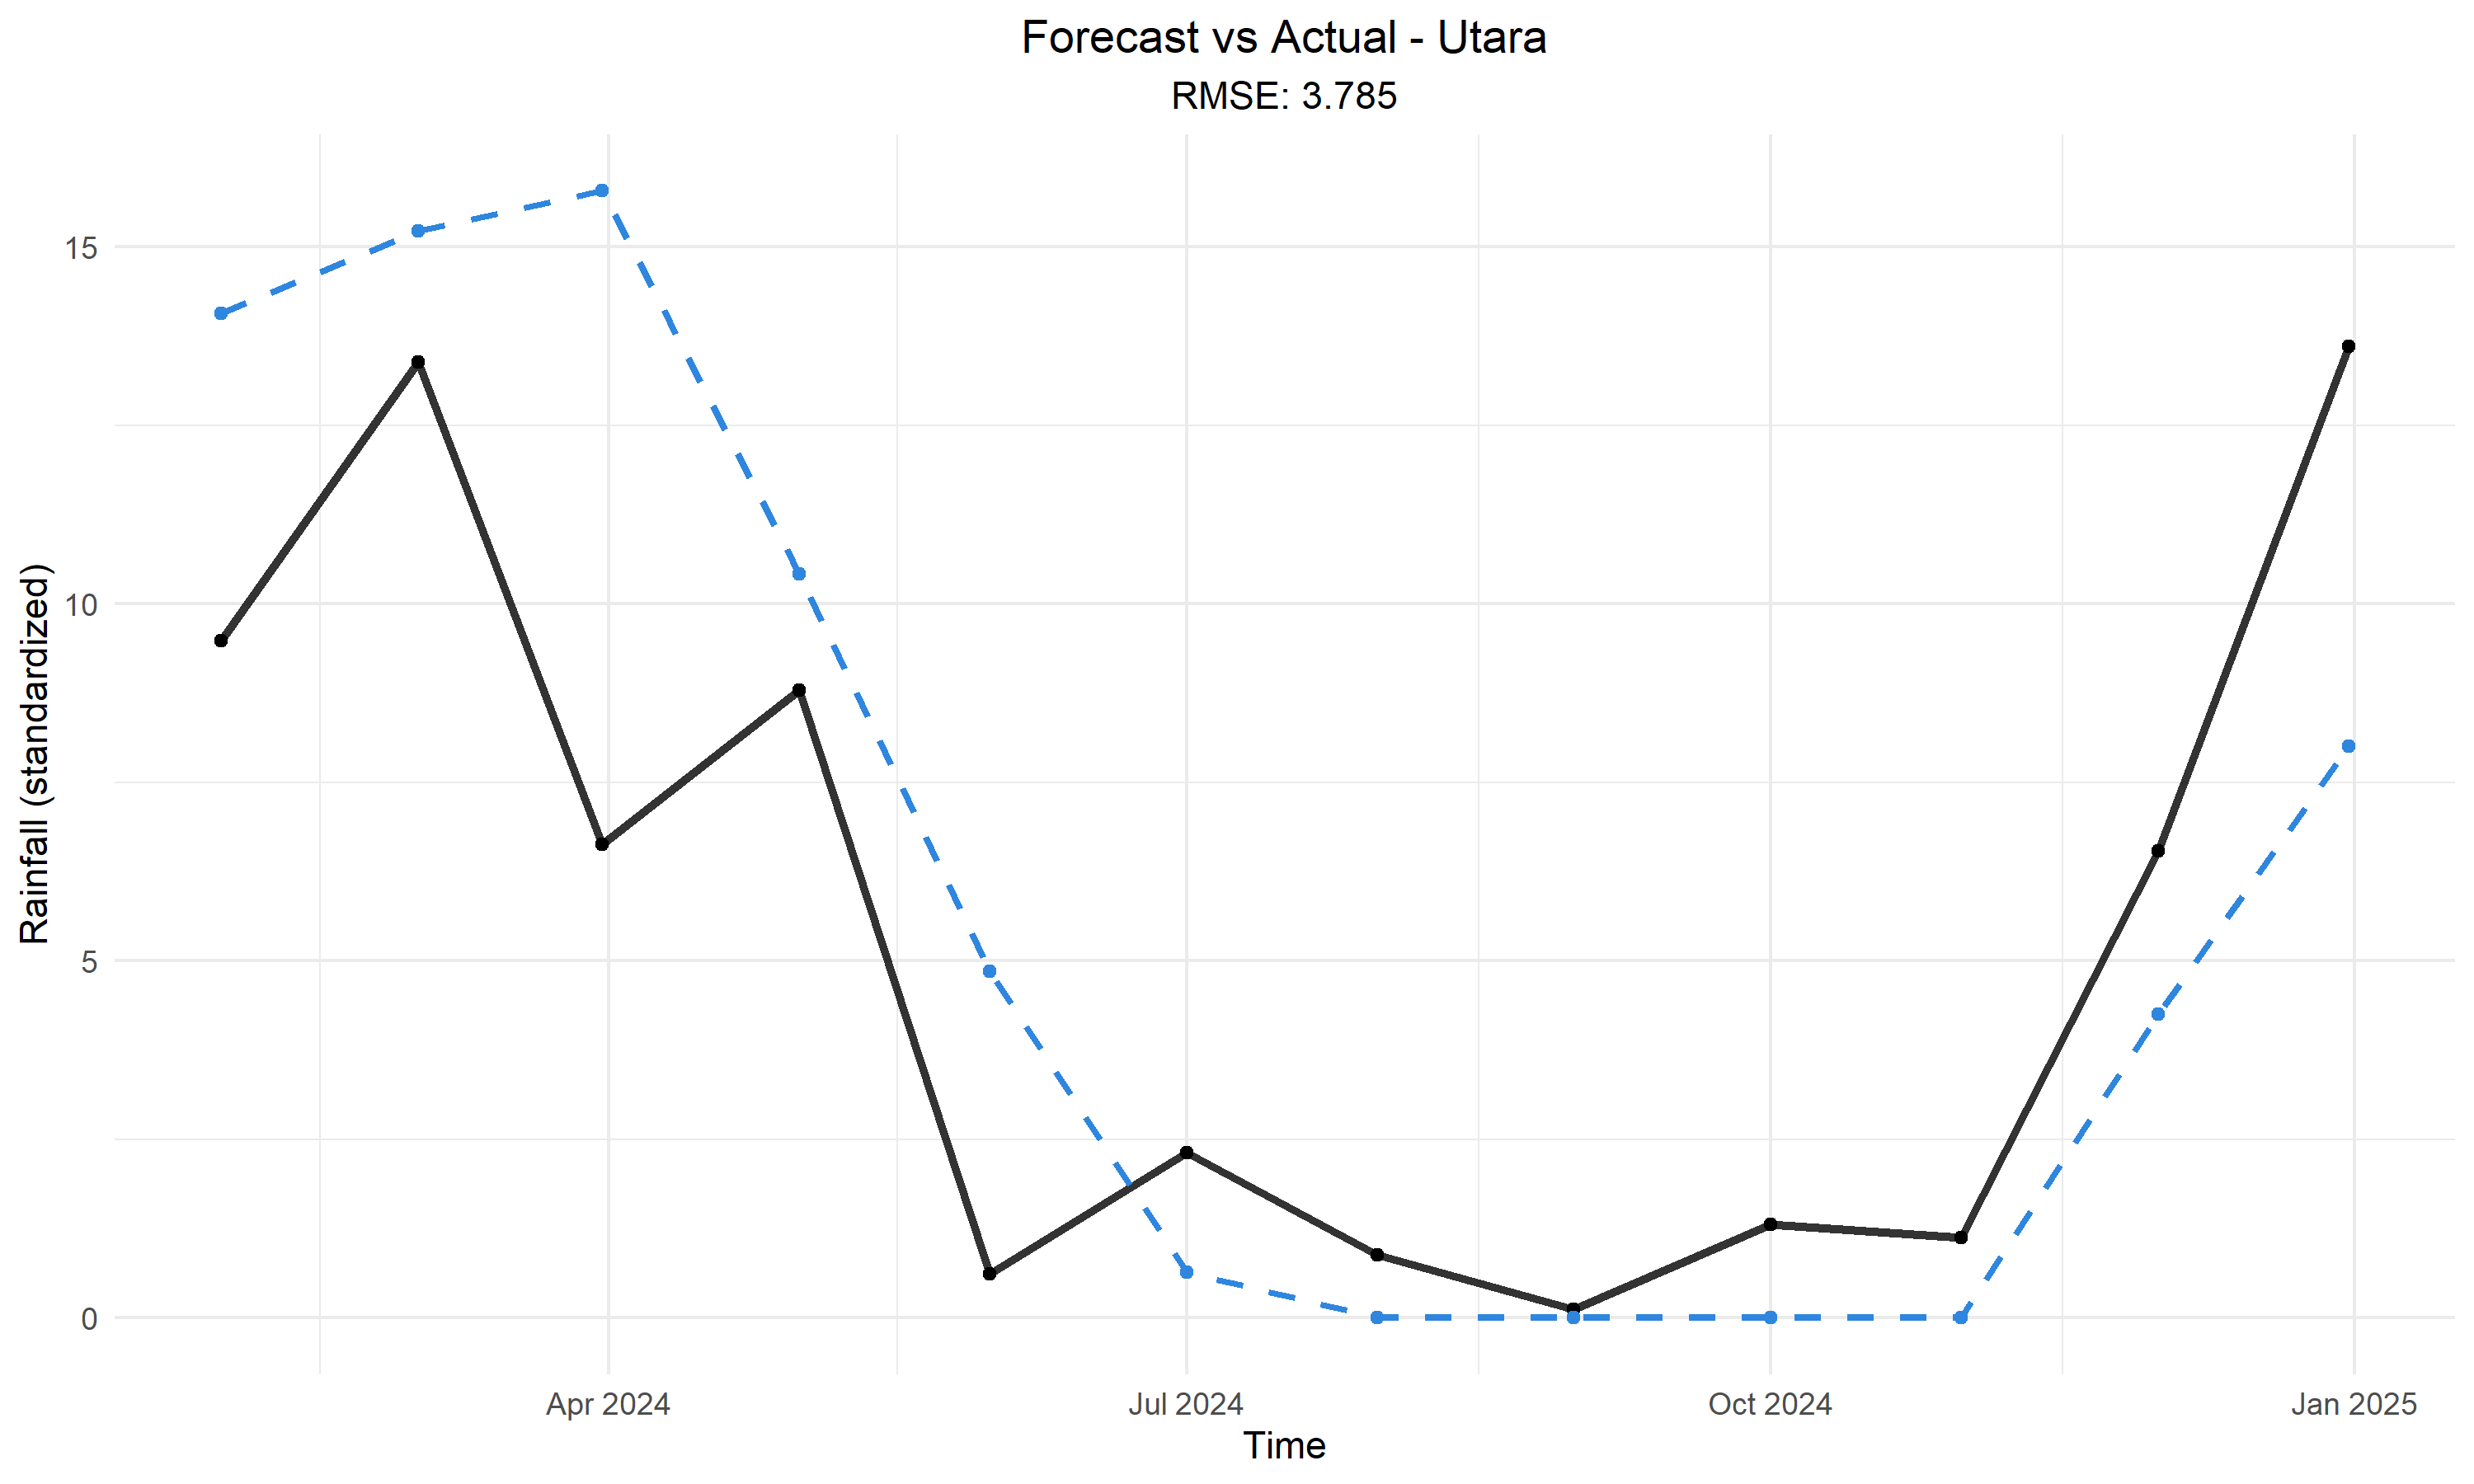 Forecast vs Actual - Utara
RMSE: 3.785
Rainfall (standardized)
15
10
5
0
Apr 2024
Jul 2024
Oct 2024
Jan 2025
Time